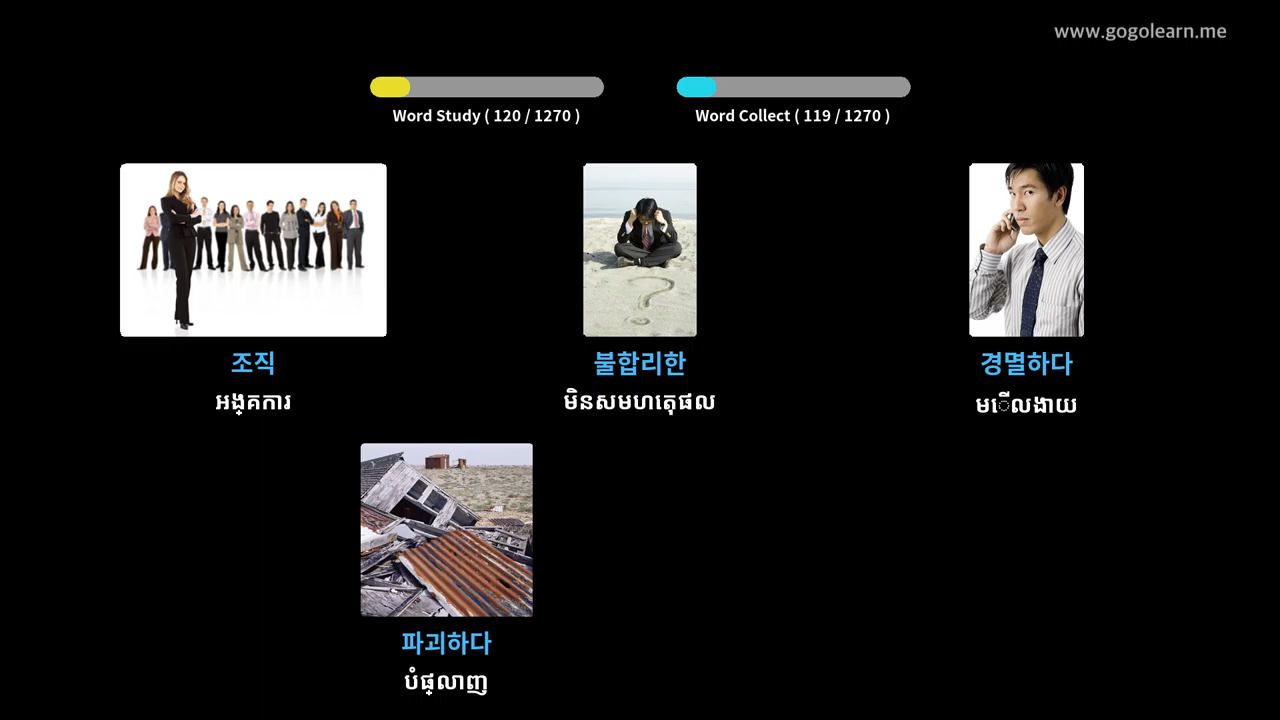 www.gogolearn.me
Word Study ( 120 / 1270 )
Word Collect ( 119 / 1270 )
조직
អង្គការ
불합리한
មិនសមហេតុផល
경멸하다
មើលងាយ
파괴하다
បំផ្លាញ